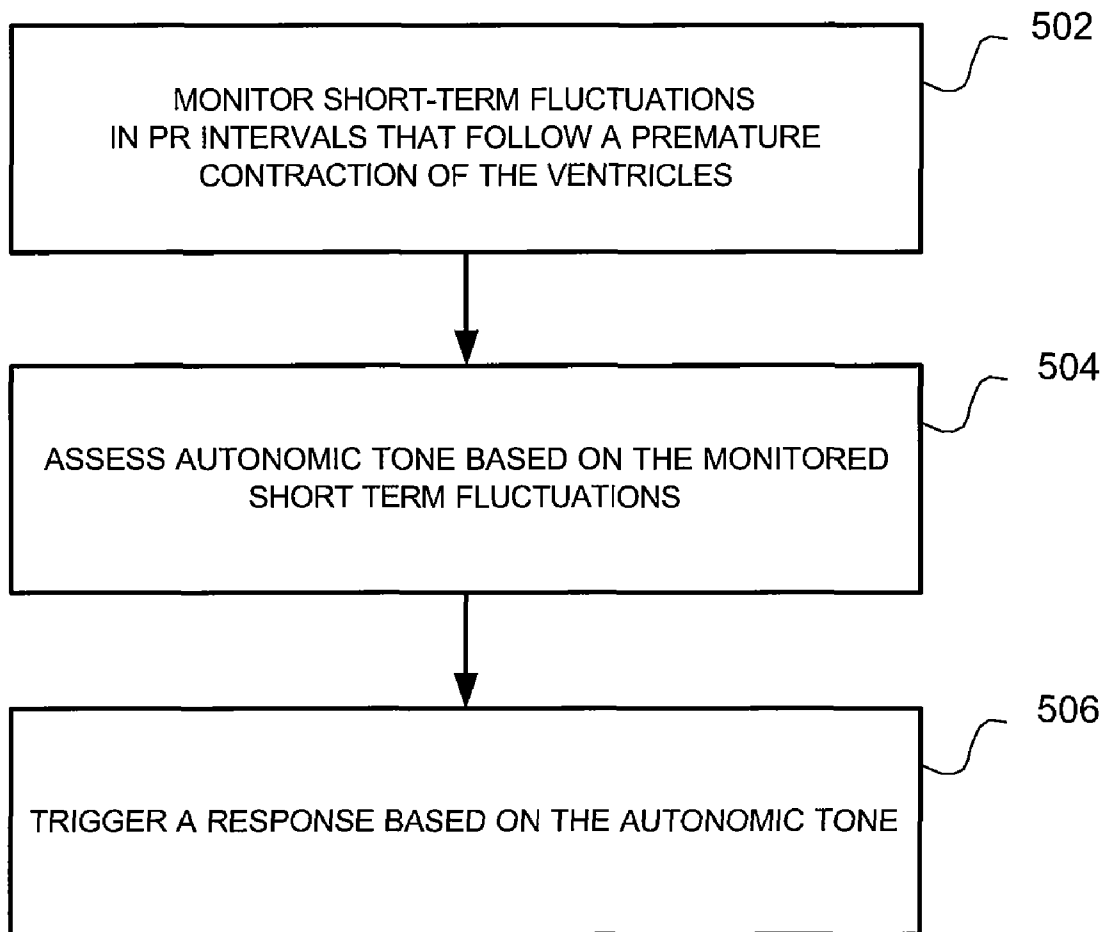 502
MONITOR SHORT-TERM FLUCTUATIONS
IN PR INTERVALS THAT FOLLOW A PREMATURE
CONTRACTION OF THE VENTRICLES
504
ASSESS AUTONOMIC TONE BASED ON THE MONITORED
SHORT TERM FLUCTUATIONS
506
TRIGGER A RESPONSE BASED ON THE AUTONOMIC TONE